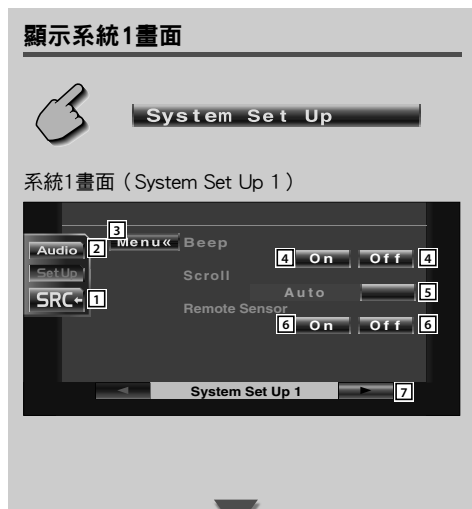 顯示系統1畫面
System Set Up
系統1畫面（System Set Up 1）
3
Menu« Beep
Audio 2
4 On Off 4
SetUp
Scroll
SRC 1
Auto 5
Remote Sensor
6 On Off 6
◄ System Set Up 1 ► 7